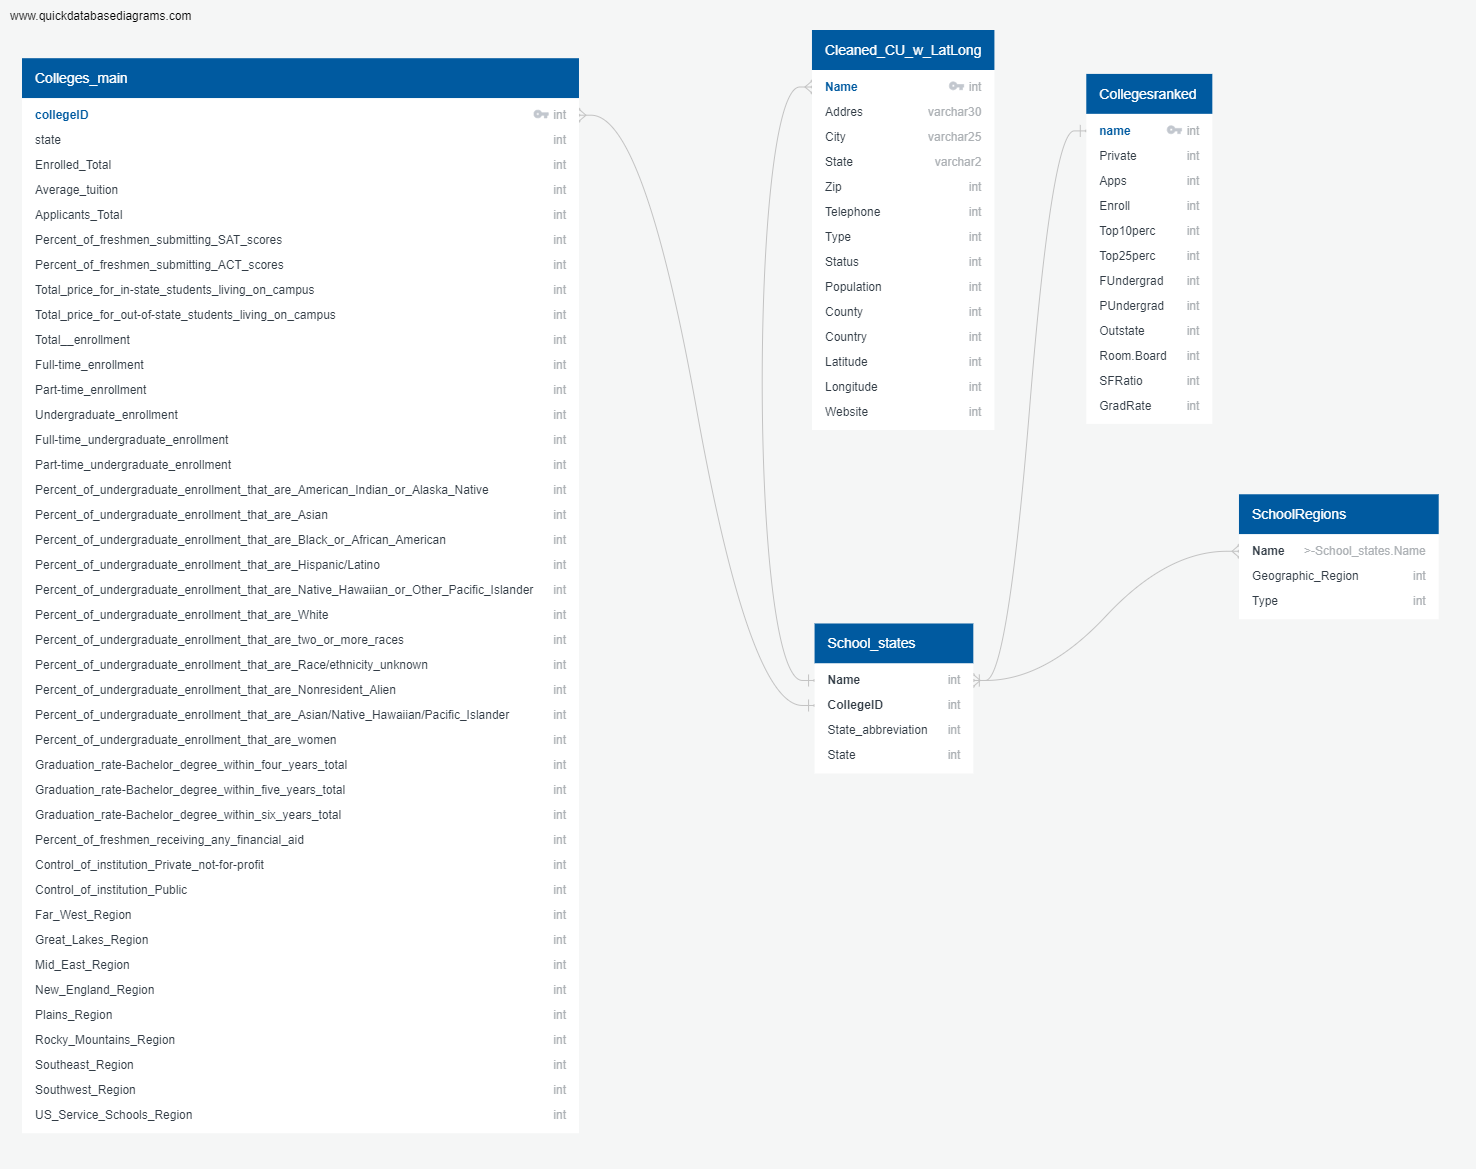 www.quickdatabasediagrams.com
Colleges_main
collegeID int
state int
Enrolled_Total int
Average_tuition int
Applicants_Total int
Percent_of_freshmen_submitting_SAT_scores int
Percent_of_freshmen_submitting_ACT_scores int
Total_price_for_in-state_students_living_on_campus int
Total_price_for_out-of-state_students_living_on_campus int
Total__enrollment int
Full-time_enrollment int
Part-time_enrollment int
Undergraduate_enrollment int
Full-time_undergraduate_enrollment int
Part-time_undergraduate_enrollment int
Percent_of_undergraduate_enrollment_that_are_American_Indian_or_Alaska_Native int
Percent_of_undergraduate_enrollment_that_are_Asian int
Percent_of_undergraduate_enrollment_that_are_Black_or_African_American int
Percent_of_undergraduate_enrollment_that_are_Hispanic/Latino int
Percent_of_undergraduate_enrollment_that_are_Native_Hawaiian_or_Other_Pacific_Islander int
Percent_of_undergraduate_enrollment_that_are_White int
Percent_of_undergraduate_enrollment_that_are_two_or_more_races int
Percent_of_undergraduate_enrollment_that_are_Race/ethnicity_unknown int
Percent_of_undergraduate_enrollment_that_are_Nonresident_Alien int
Percent_of_undergraduate_enrollment_that_are_Asian/Native_Hawaiian/Pacific_Islander int
Percent_of_undergraduate_enrollment_that_are_women int
Graduation_rate-Bachelor_degree_within_four_years_total int
Graduation_rate-Bachelor_degree_within_five_years_total int
Graduation_rate-Bachelor_degree_within_six_years_total int
Percent_of_freshmen_receiving_any_financial_aid int
Control_of_institution_Private_not-for-profit int
Control_of_institution_Public int
Far_West_Region int
Great_Lakes_Region int
Mid_East_Region int
New_England_Region int
Plains_Region int
Rocky_Mountains_Region int
Southeast_Region int
Southwest_Region int
US_Service_Schools_Region int
Cleaned_CU_w_LatLong
Name int
Addres varchar30
City varchar25
State varchar2
Zip int
Telephone int
Type int
Status int
Population int
County int
Country int
Latitude int
Longitude int
Website int
Collegesranked
name int
Private int
Apps int
Enroll int
Top10perc int
Top25perc int
FUndergrad int
PUndergrad int
Outstate int
Room.Board int
SFRatio int
GradRate int
SchoolRegions
Name >-School_states.Name
Geographic_Region int
Type int
School_states
Name int
CollegeID int
State_abbreviation int
State int